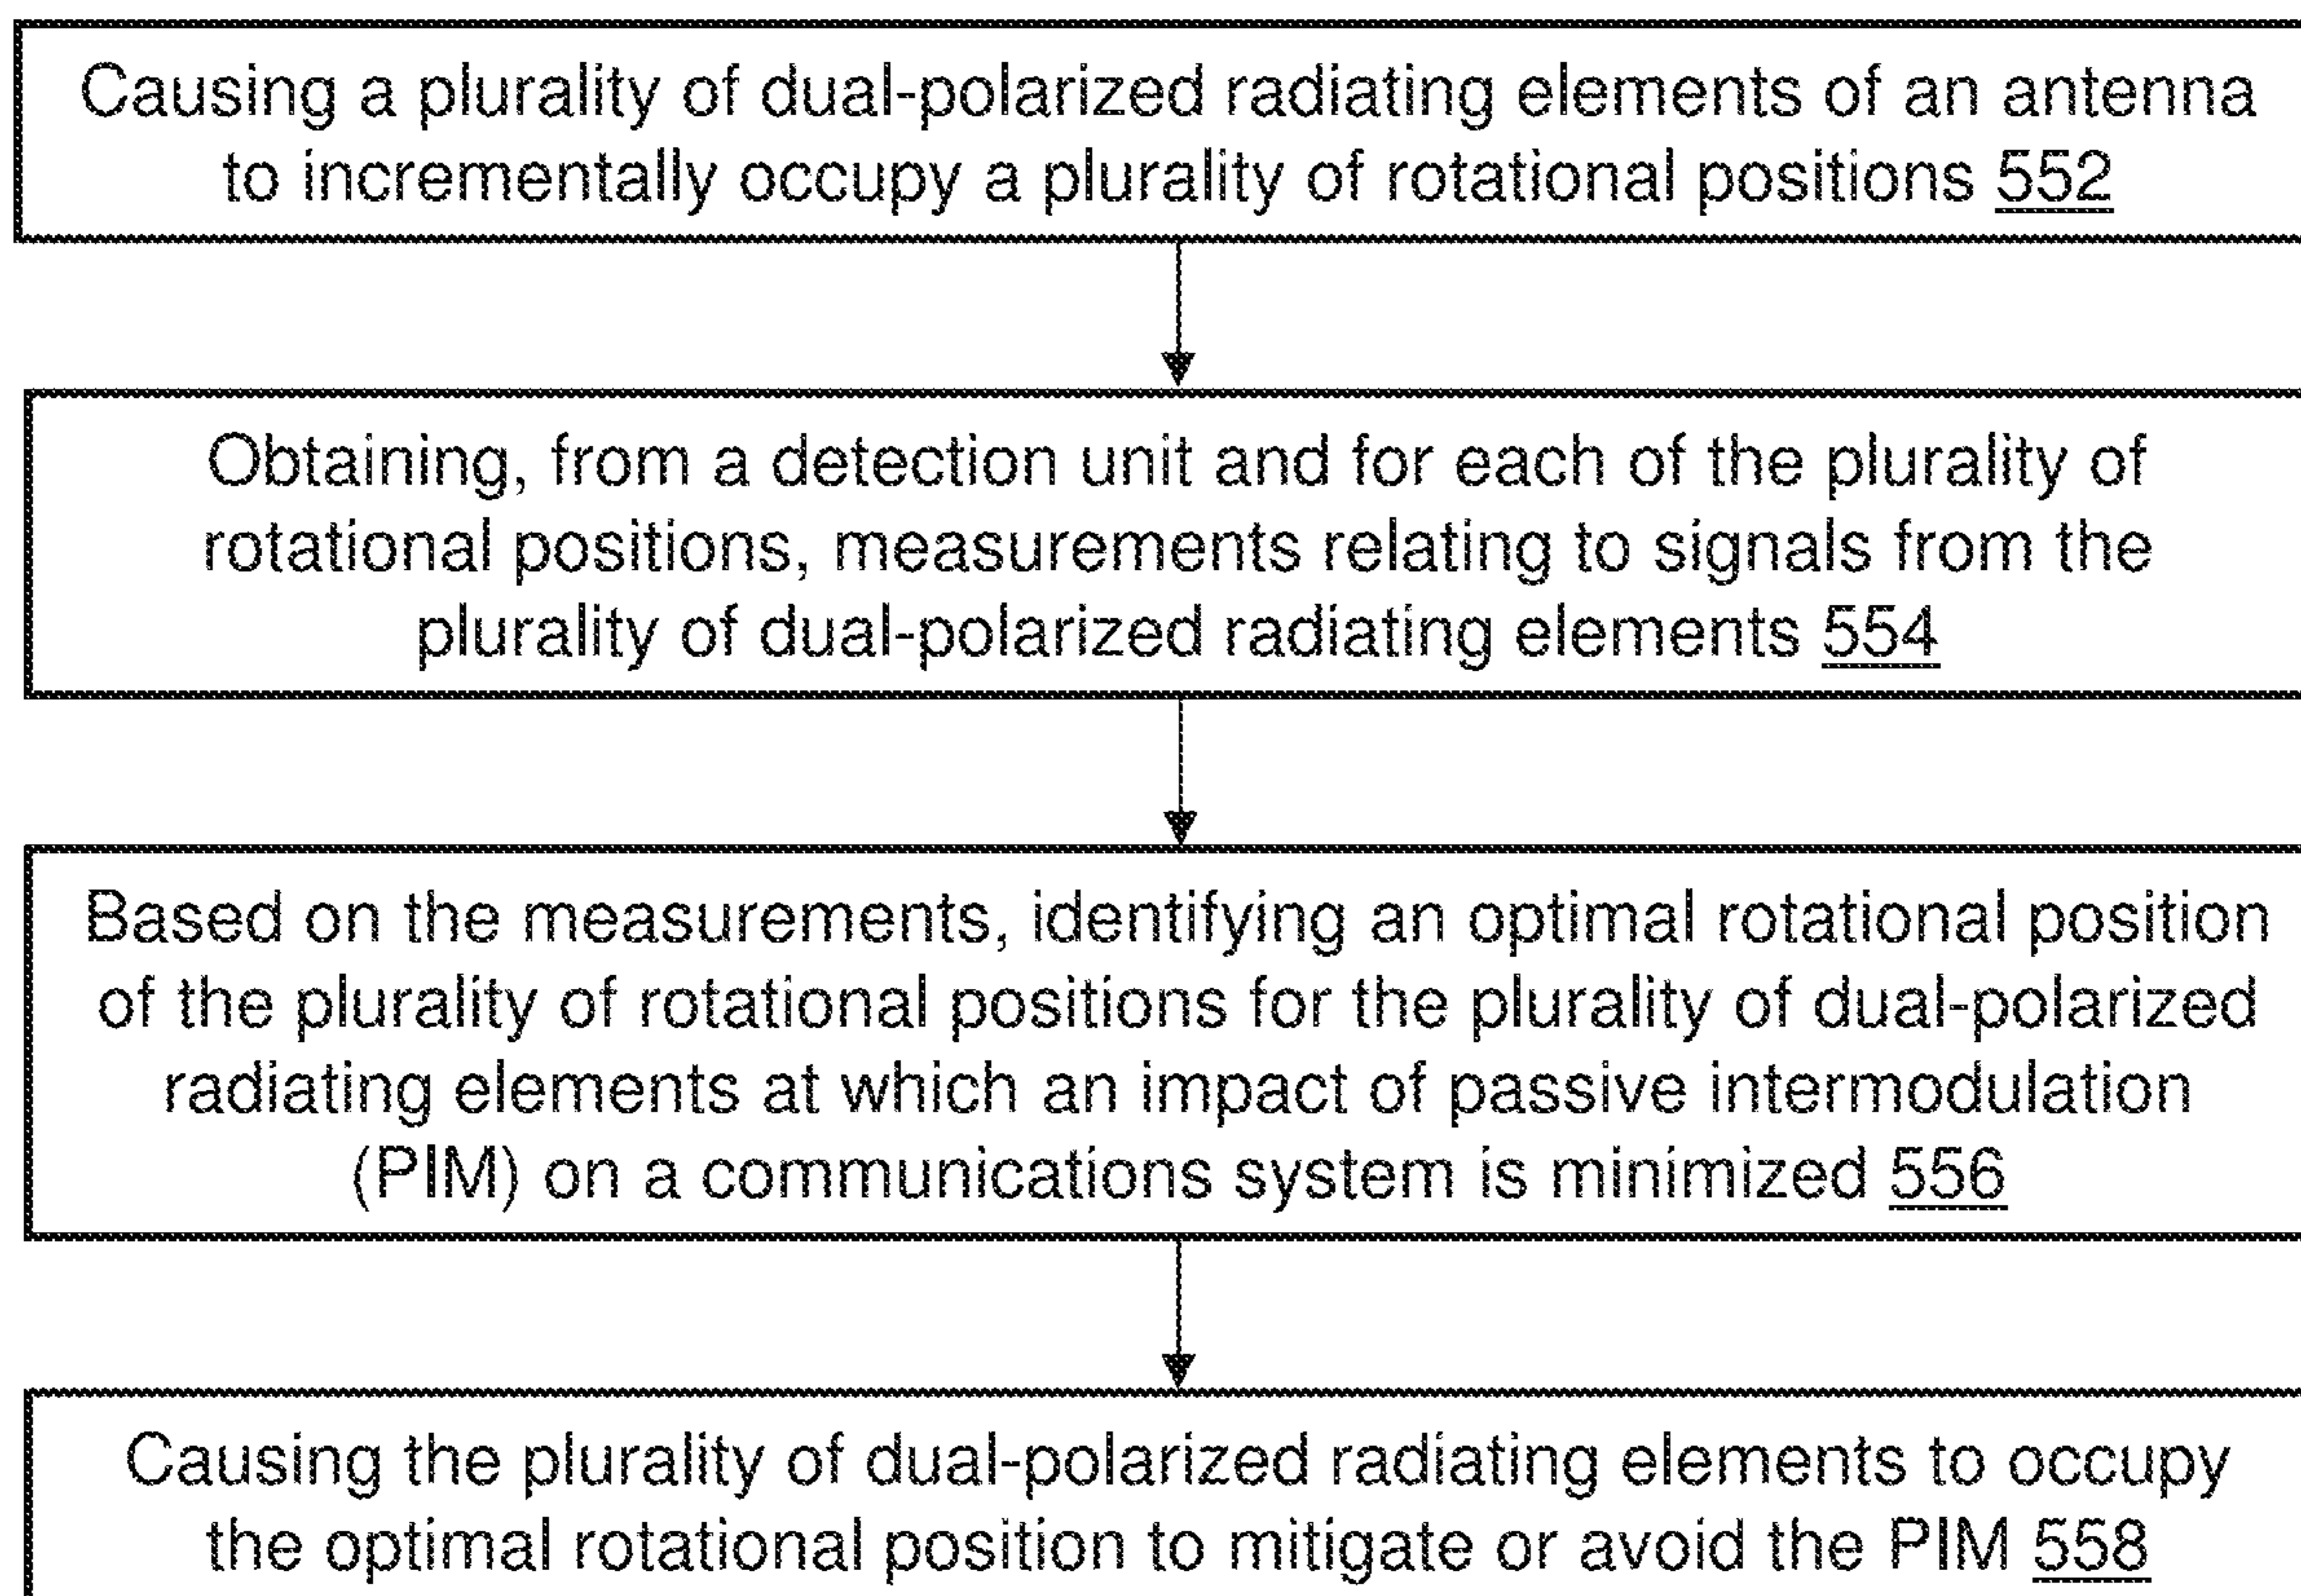 Causing a plurality of dual-polarized radiating elements of an antenna
to incrementally occupy a plurality of rotational positions 552
Obtaining, from a detection unit and for each of the plurality of
rotational positions, measurements relating to signals from the
plurality of dual-polarized radiating elements 554
Based on the measurements, identifying an optimal rotational position
of the plurality of rotational positions for the plurality of dual-polarized
radiating elements at which an impact of passive intermodulation
(PIM) on a communications system is minimized 556
Causing the plurality of dual-polarized radiating elements to occupy
the optimal rotational position to mitigate or avoid the PIM 558